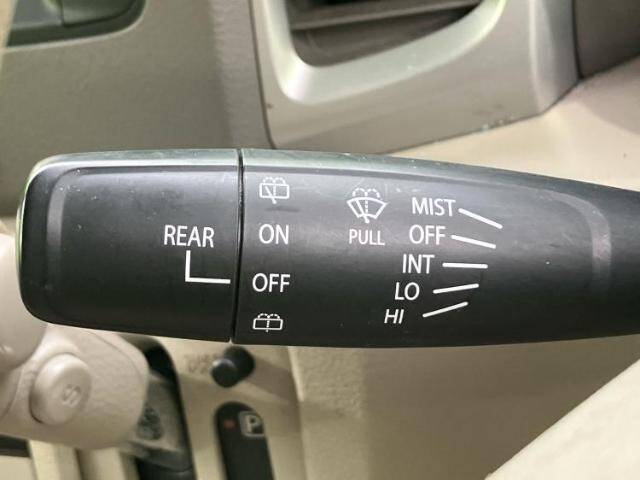 REAR
ON
OFF
PULL
MIST
OFF
INT
LO
HI
P